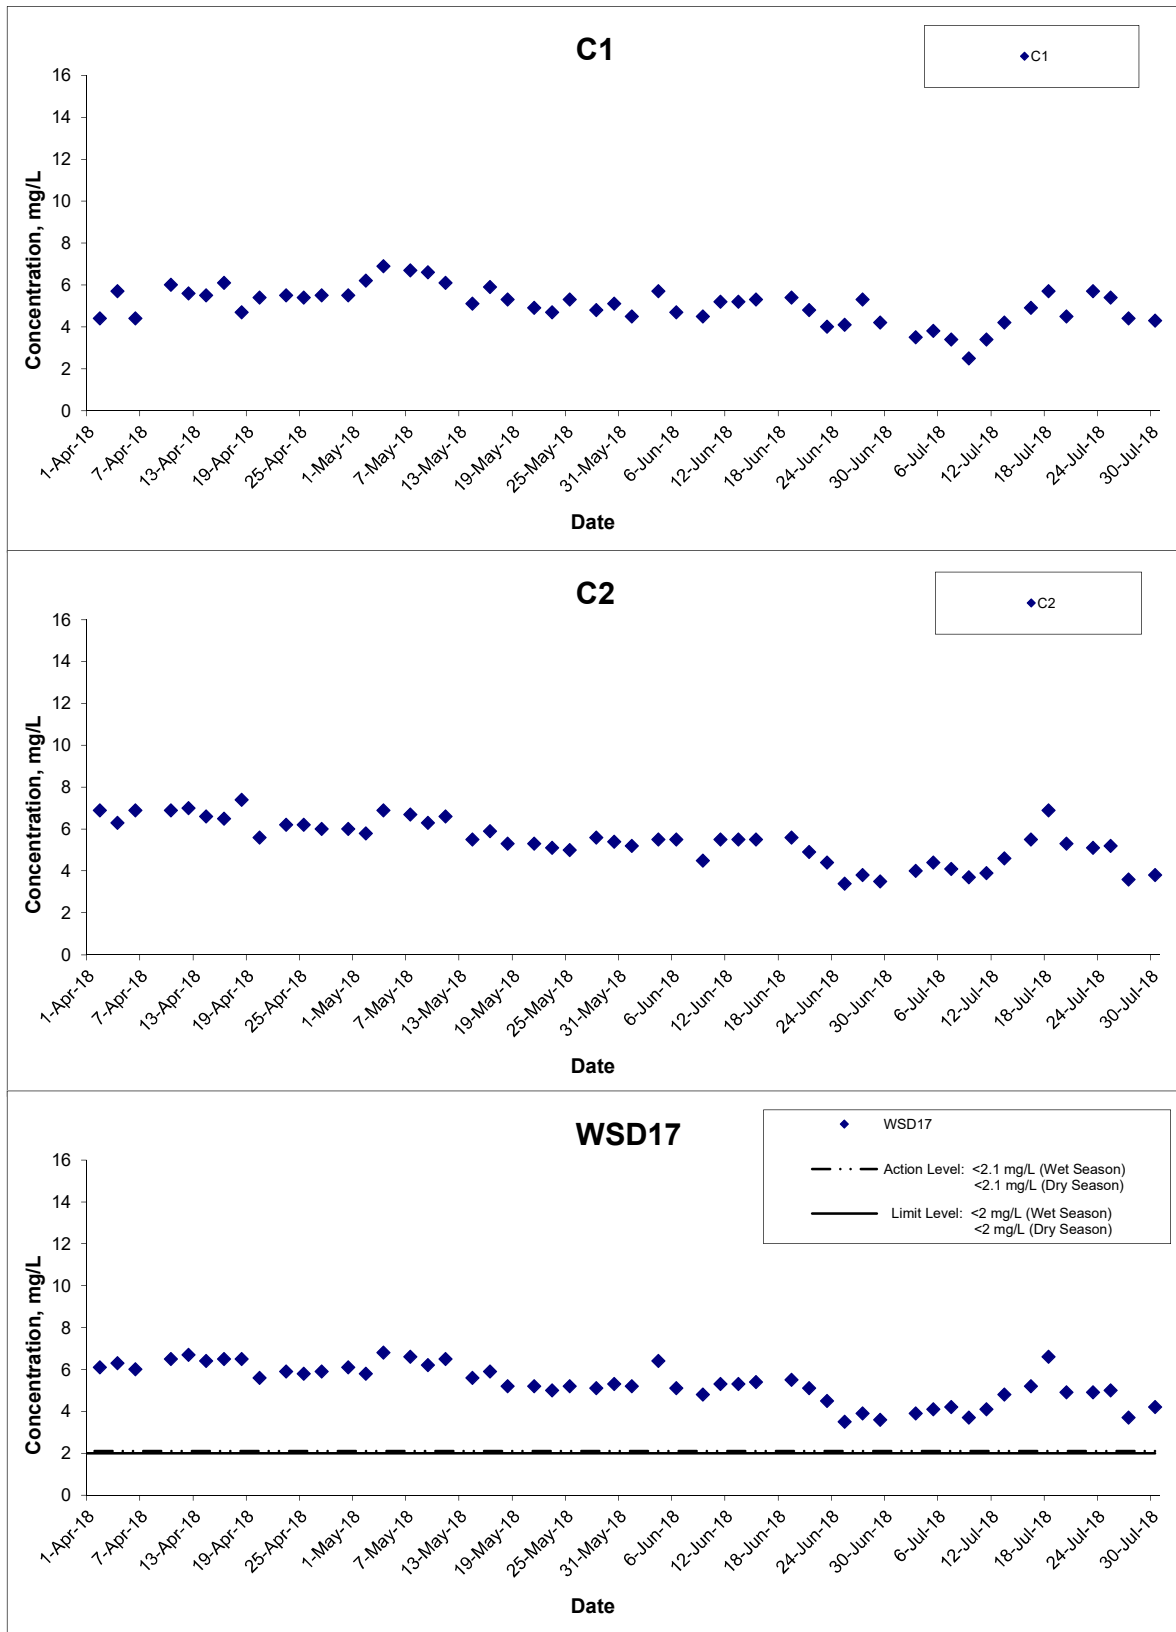 C1
C1
16
14
12
10
8
6
4
2
0
Concentration, mg/L
1-Apr-18
7-Apr-18
13-Apr-18
19-Apr-18
25-Apr-18
1-May-18
7-May-18
13-May-18
19-May-18
25-May-18
31-May-18
6-Jun-18
12-Jun-18
18-Jun-18
24-Jun-18
30-Jun-18
6-Jul-18
12-Jul-18
18-Jul-18
24-Jul-18
30-Jul-18
Date
C2
C2
16
14
12
10
8
6
4
2
0
Concentration, mg/L
1-Apr-18
7-Apr-18
13-Apr-18
19-Apr-18
25-Apr-18
1-May-18
7-May-18
13-May-18
19-May-18
25-May-18
31-May-18
6-Jun-18
12-Jun-18
18-Jun-18
24-Jun-18
30-Jun-18
6-Jul-18
12-Jul-18
18-Jul-18
24-Jul-18
30-Jul-18
Date
WSD17
WSD17
Action Level: <2.1 mg/L (Wet Season)
<2.1 mg/L (Dry Season)
Limit Level: <2 mg/L (Wet Season)
<2 mg/L (Dry Season)
16
14
12
10
8
6
4
2
0
Concentration, mg/L
1-Apr-18
7-Apr-18
13-Apr-18
19-Apr-18
25-Apr-18
1-May-18
7-May-18
13-May-18
19-May-18
25-May-18
31-May-18
6-Jun-18
12-Jun-18
18-Jun-18
24-Jun-18
30-Jun-18
6-Jul-18
12-Jul-18
18-Jul-18
24-Jul-18
30-Jul-18
Date